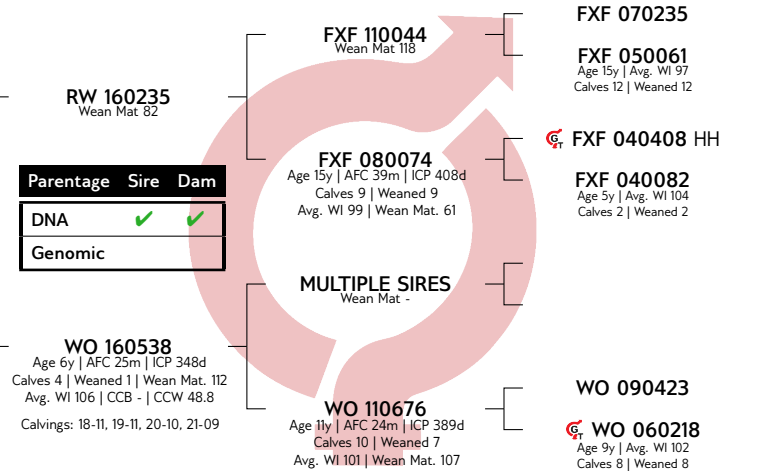 FXF 070235
FXF 110044
Wean Mat 118
FXF 050061
Age 15y | Avg. WI 97
Calves 12 | Weaned 12
RW 160235
Wean Mat 82
GT FXF 040408 HH
FXF 080074
Age 15y | AFC 39m | ICP 408d
Calves 9 | Weaned 9
Avg. WI 99 | Wean Mat. 61
FXF 040082
Age 5y | Avg. WI 104
Calves 2 | Weaned 2
Parentage Sire Dam
DNA ✔ ✔
Genomic
MULTIPLE SIRES
Wean Mat -
WO 160538
Age 6y | AFC 25m | ICP 348d
Calves 4 | Weaned 1 | Wean Mat. 112
Avg. WI 106 | CCB - | CCW 48.8
Calvings: 18-11, 19-11, 20-10, 21-09
WO 090423
WO 110676
Age 11y | AFC 24m | ICP 389d
Calves 10 | Weaned 7
Avg. WI 101 | Wean Mat. 107
GT WO 060218
Age 9y | Avg. WI 102
Calves 8 | Weaned 8